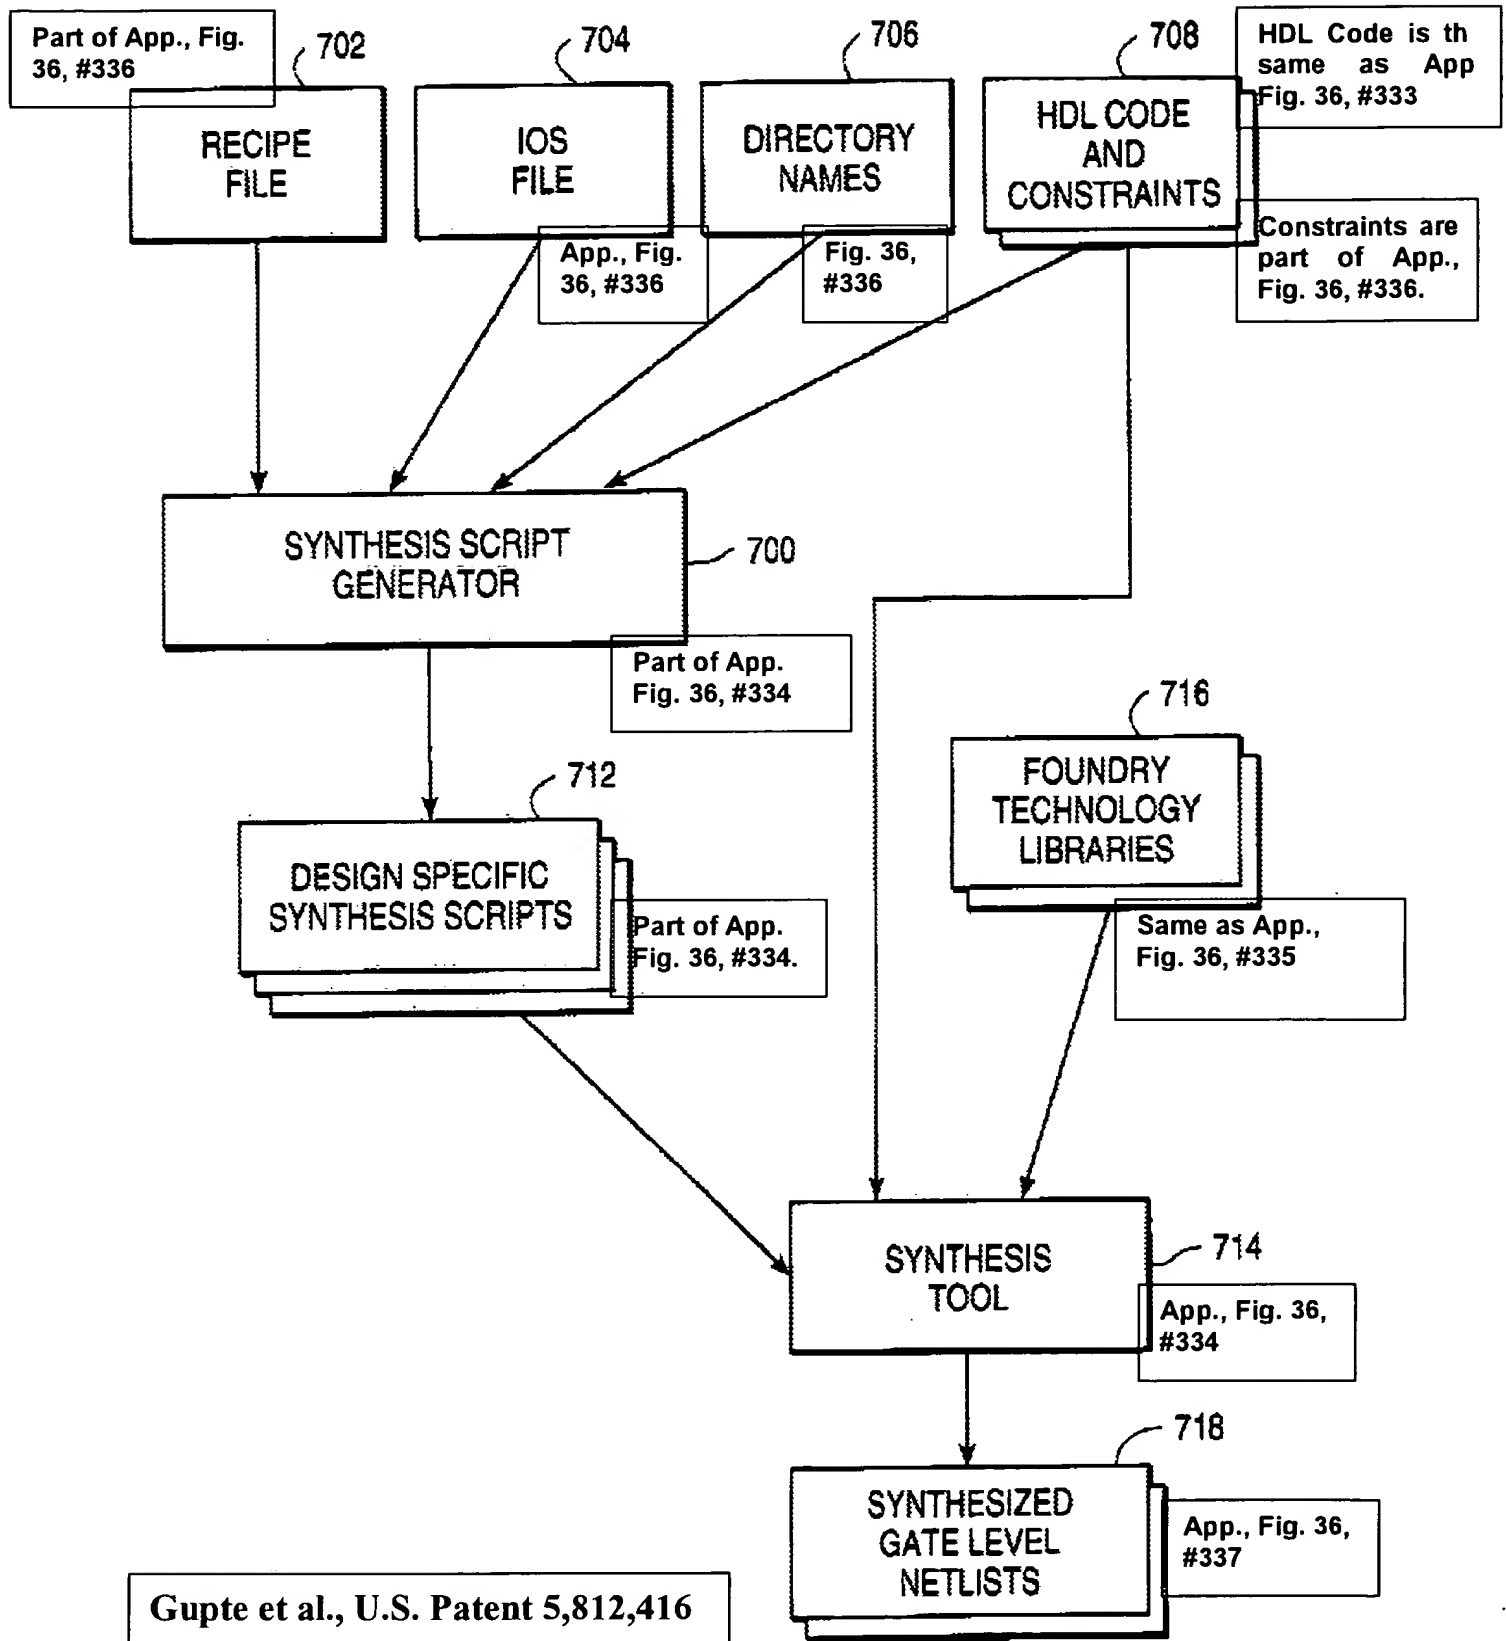 Part of App., Fig.
36, #336
702
704
706
708
HDL Code is th
same as App
Fig. 36, #333
RECIPE
FILE
IOS
FILE
DIRECTORY
NAMES
HDL CODE
AND
CONSTRAINTS
App., Fig.
36, #336
Fig. 36,
#336
Constraints are
part of App.,
Fig. 36, #336.
SYNTHESIS SCRIPT
GENERATOR
700
Part of App.
Fig. 36, #334
716
FOUNDRY
TECHNOLOGY
LIBRARIES
712
DESIGN SPECIFIC
SYNTHESIS SCRIPTS
Part of App.
Fig. 36, #334.
Same as App.,
Fig. 36, #335
SYNTHESIS
TOOL
714
App., Fig. 36,
#334
718
SYNTHESIZED
GATE LEVEL
NETLISTS
App., Fig. 36,
#337
Gupte et al., U.S. Patent 5,812,416